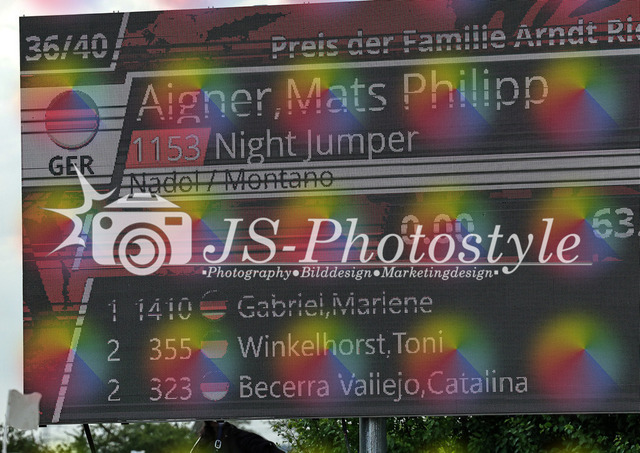 36/40 Preis der Familie Arndt
Aigner,Mats Philipp
GER
1153 Night Jumper
Nadol / Montano
0.00 63.
JS-Photostyle
•Photography•Bilddesign•Marketingdesign•
1 1410 Gabriel,Marlene
2 355 Winkelhorst,Toni
2 323 Becerra Vallejo,Catalina